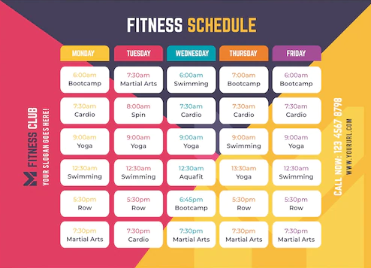 FITNESS SCHEDULE
MONDAY TUESDAY WEDNESDAY THURSDAY FRIDAY
6:00am 7:30am 6:00am 7:00am 6:00am
Bootcamp Martial Arts Swimming Bootcamp Bootcamp
7:30am 8:00am 7:30am 7:30am 7:30am
Cardio Spin Cardio Cardio Cardio
9:00am 9:00am 9:00am 9:00am 9:00am
Yoga Yoga Yoga Yoga Yoga
12:30am 12:30am 12:30am 12:30am 12:30am
Swimming Swimming Aquafit Yoga Swimming
5:30pm 5:30pm 6:45pm 5:30pm 5:30pm
Row Row Bootcamp Row Row
7:30pm 7:30pm 7:30pm 7:30pm 7:30pm
Martial Arts Cardio Martial Arts Martial Arts Martial Arts
FITNESS CLUB
YOUR SLOGAN GOES HERE!
CALL NOW: 123 4567 8798
WWW.YOURURL.COM